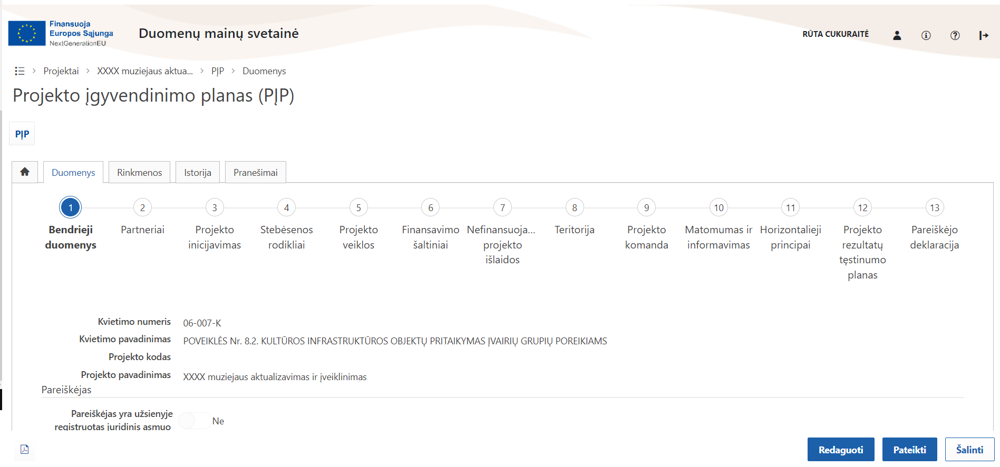 Finansuoja
Europos Sąjunga
NextGenerationEU
Duomenų mainų svetainė
RŪTA CUKURAITĖ
Projektai > XXXX muziejaus aktua... > PĮP > Duomenys
Projekto įgyvendinimo planas (PĮP)
PĮP
Duomenys Rinkmenos Istorija Pranešimai
1 2 3 4 5 6 7 8 9 10 11 12 13
Bendrieji duomenys
Partneriai
Projekto inicijavimas
Stebėsenos rodikliai
Projekto veiklos
Finansavimo šaltiniai
Nefinansuoja... projekto išlaidos
Teritorija
Projekto komanda
Matomumas ir informavimas
Horizontalieji principai
Projekto rezultatų tęstinumo planas
Pareiškėjo deklaracija
Kvietimo numeris 06-007-K
Kvietimo pavadinimas POVEIKLĖS Nr. 8.2. KULTŪROS INFRASTRUKTŪROS OBJEKTŲ PRITAIKYMAS ĮVAIRIŲ GRUPIŲ POREIKIAMS
Projekto kodas
Projekto pavadinimas XXXX muziejaus aktualizavimas ir įveiklinimas
Pareiškėjas
Pareiškėjas yra užsienyje
registruotas juridinis asmuo Ne
Redaguoti Pateikti Šalinti